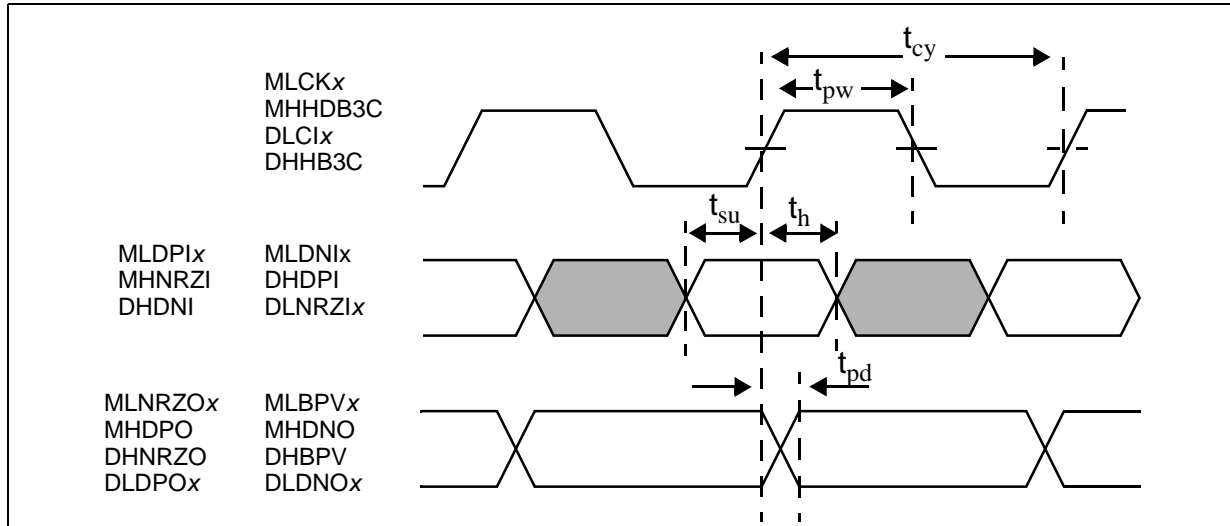 t_cy
MLCKx
t_pw
MHHDB3C
DLCIx
DHHB3C
t_su t_h
MLDPIx MLDNIx
MHNRZI DHDPI
DHDNI DLNRZIx
t_pd
MLNRZOx MLBPVx
MHDPO MHDNO
DHNRZO DHBPV
DLDPOx DLDNOx